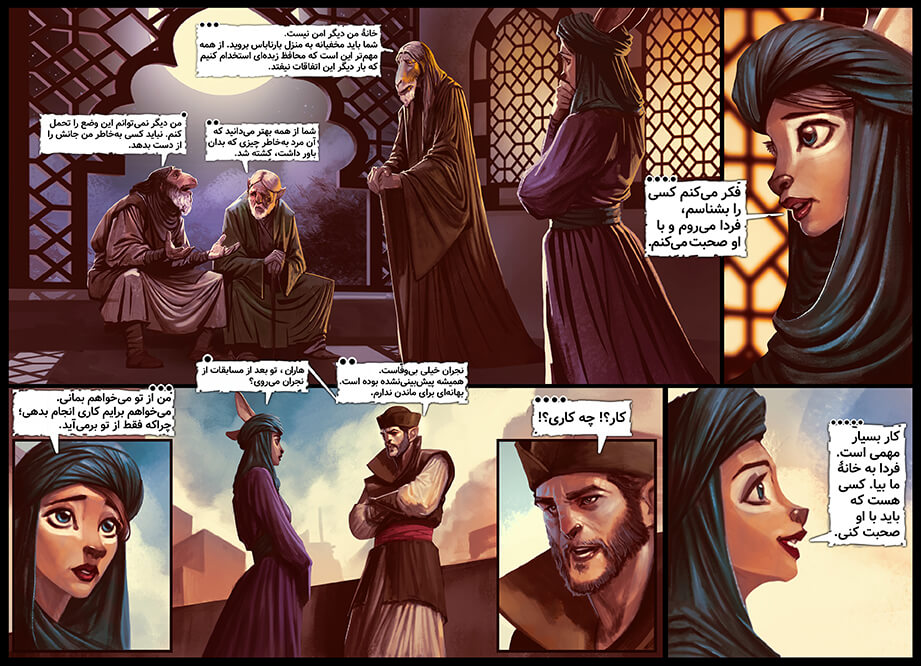 من دیگر نمی‌توانم این وضع را تحمل
کنم. نباید کسی به‌خاطر من جانش را
از دست بدهد.
شما از همه بهتر می‌دانید که
آن مرد به‌خاطر چیزی که بدان
باور داشت، کشته شد.
خانهٔ من دیگر امن نیست.
شما باید مخفیانه به منزل بارناباس بروید. از همه
مهم‌تر این است که محافظ زبده‌ای استخدام کنیم
که بار دیگر این اتفاقات نیفتد.
فکر می‌کنم کسی
را بشناسم،
فردا می‌روم و با
او صحبت می‌کنم.
هاران، تو بعد از مسابقات از
نجران می‌روی؟
نجران خیلی بی‌وفاست.
همیشه پیش‌بینی‌نشده بوده است.
بهانه‌ای برای ماندن ندارم.
من از تو می‌خواهم بمانی.
می‌خواهم برایم کاری انجام بدهی؛
چراکه فقط از تو برمی‌آید.
کار؟! چه کاری؟!
کار بسیار
مهمی است.
فردا به خانهٔ
ما بیا. کسی
هست که
باید با او
صحبت کنی.